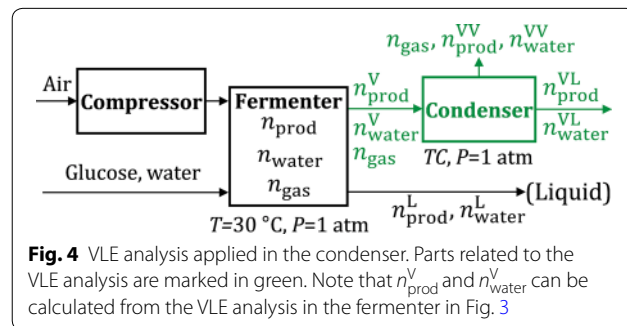 n_gas, n_prod^VV, n_water^VV
Air
Compressor
Fermenter
n_prod
n_water
n_gas
n_prod^V
n_water^V
n_gas
Condenser
n_prod^VL
n_water^VL
TC, P=1 atm
Glucose, water
n_prod^L, n_water^L
(Liquid)
T=30 °C, P=1 atm
Fig. 4 VLE analysis applied in the condenser. Parts related to the
VLE analysis are marked in green. Note that n_prod^V and n_water^V can be
calculated from the VLE analysis in the fermenter in Fig. 3